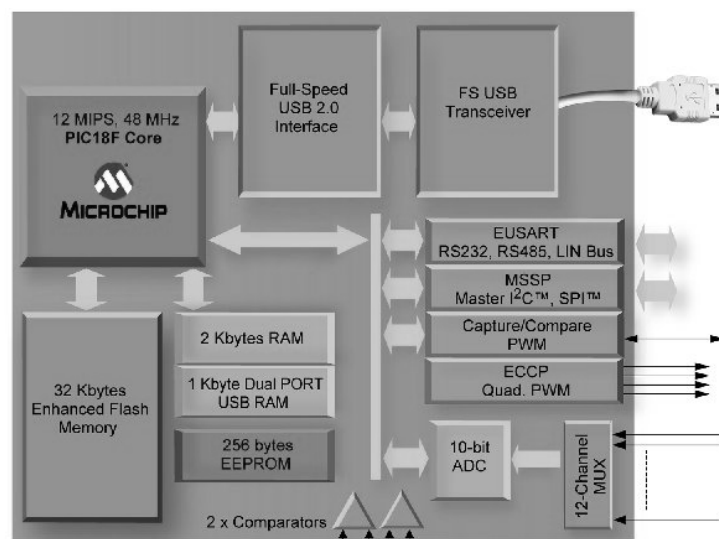 Full-Speed
USB 2.0
Interface
FS USB
Transceiver
12 MIPS, 48 MHz
PIC18F Core
MICROCHIP
EUSART
RS232, RS485, LIN Bus
MSSP
Master I²C™, SPI™
Capture/Compare
PWM
ECCP
Quad. PWM
32 Kbytes
Enhanced Flash
Memory
2 Kbytes RAM
1 Kbyte Dual PORT
USB RAM
256 bytes
EEPROM
10-bit
ADC
12-Channel
MUX
2 x Comparators